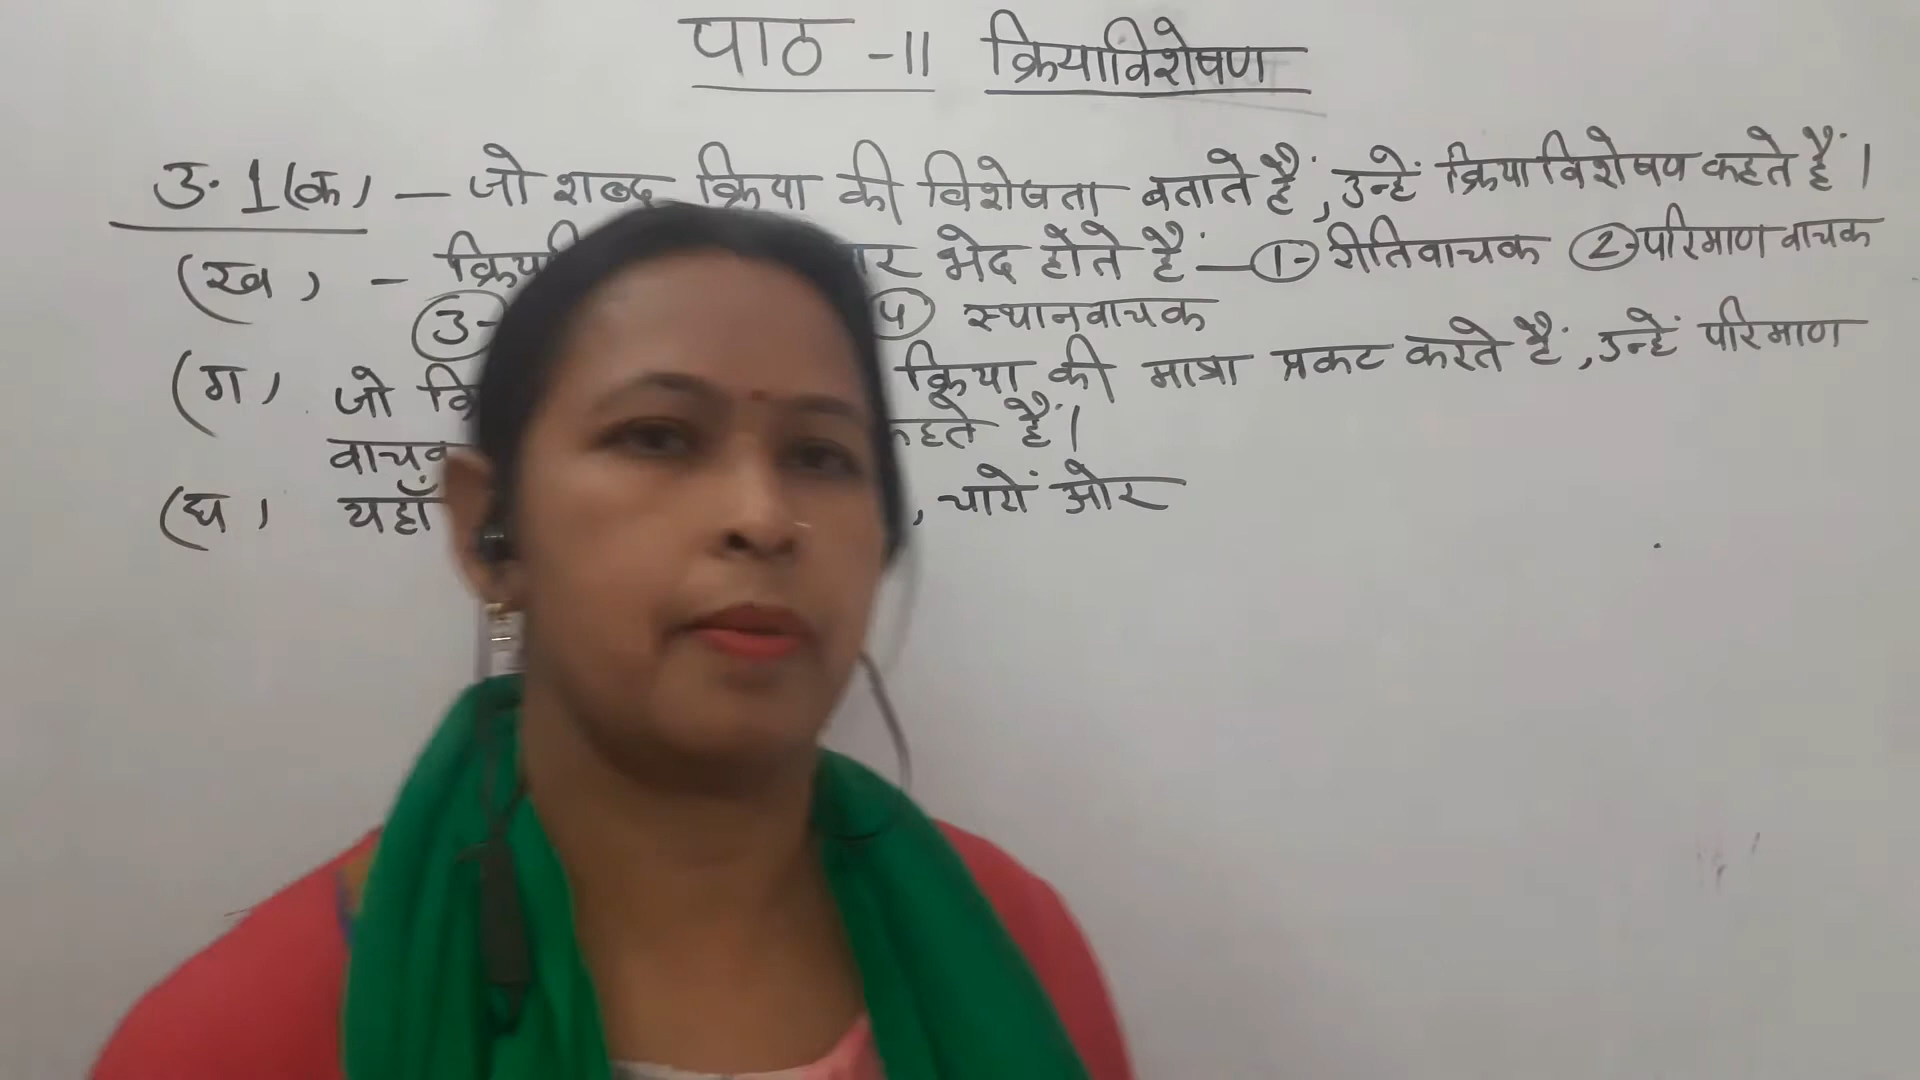 पाठ -11 क्रियाविशेषण
उ.1(क) – जो शब्द क्रिया की विशेषता बताते हैं, उन्हें क्रियाविशेषण कहते हैं।
(ख) - भेद होते हैं – ①- रीतिवाचक ②-परिमाण वाचक
③- ④ स्थानवाचक
(ग) जो क्रिया की मात्रा प्रकट करते हैं, उन्हें परिमाण
हैं।
(घ) यहाँ , चारों ओर